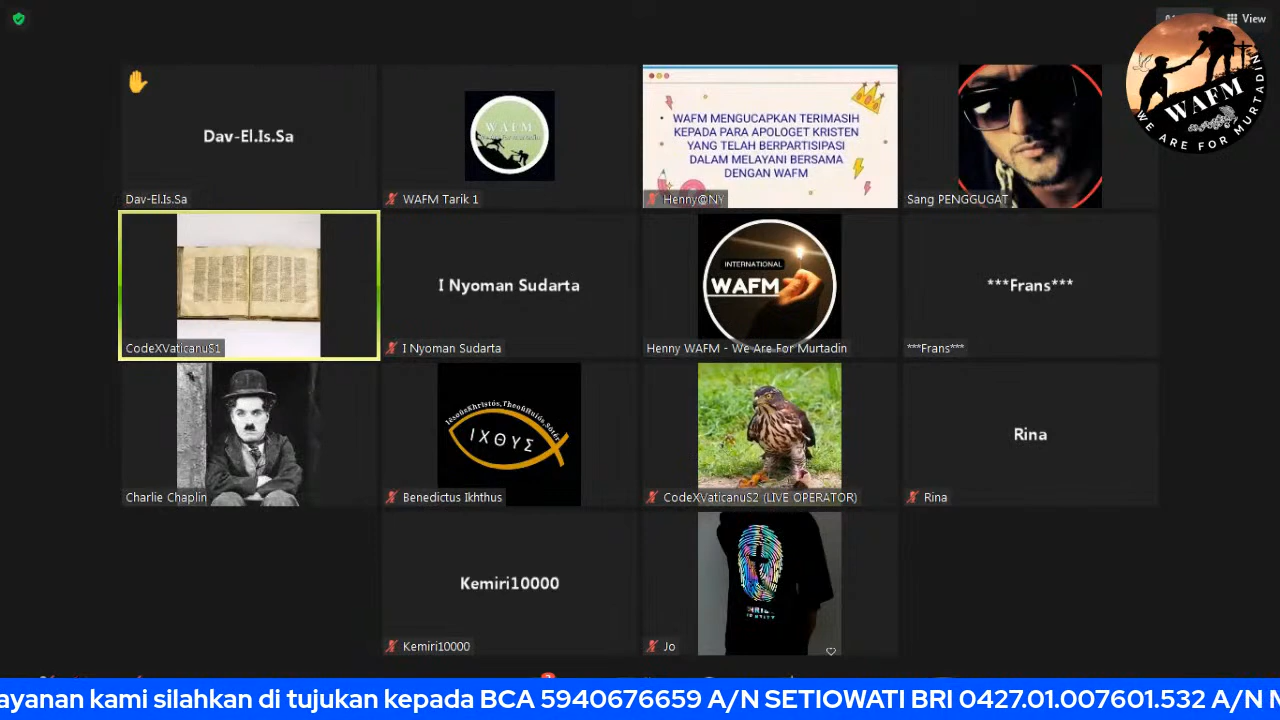 View
WAFM
WE ARE FOR MURTADIN
Dav-El.Is.Sa
Dav-El.Is.Sa
WAFM
WAFM Tarik 1
• WAFM MENGUCAPKAN TERIMASIH
KEPADA PARA APOLOGET KRISTEN
YANG TELAH BERPARTISIPASI
DALAM MELAYANI BERSAMA
DENGAN WAFM
Henny@NY
Sang PENGGUGAT
CodeXVaticanuS1
I Nyoman Sudarta
I Nyoman Sudarta
INTERNATIONAL
WAFM
Henny WAFM - We Are For Murtadin
***Frans***
***Frans***
Charlie Chaplin
IésoûsKhristós,TheoûHuiós,Sôtér
ΙΧΘΥΣ
Benedictus Ikhthus
CodeXVaticanuS2 (LIVE OPERATOR)
Rina
Rina
Kemiri10000
Kemiri10000
Jo
ayanan kami silahkan di tujukan kepada BCA 5940676659 A/N SETIOWATI BRI 0427.01.007601.532 A/N M